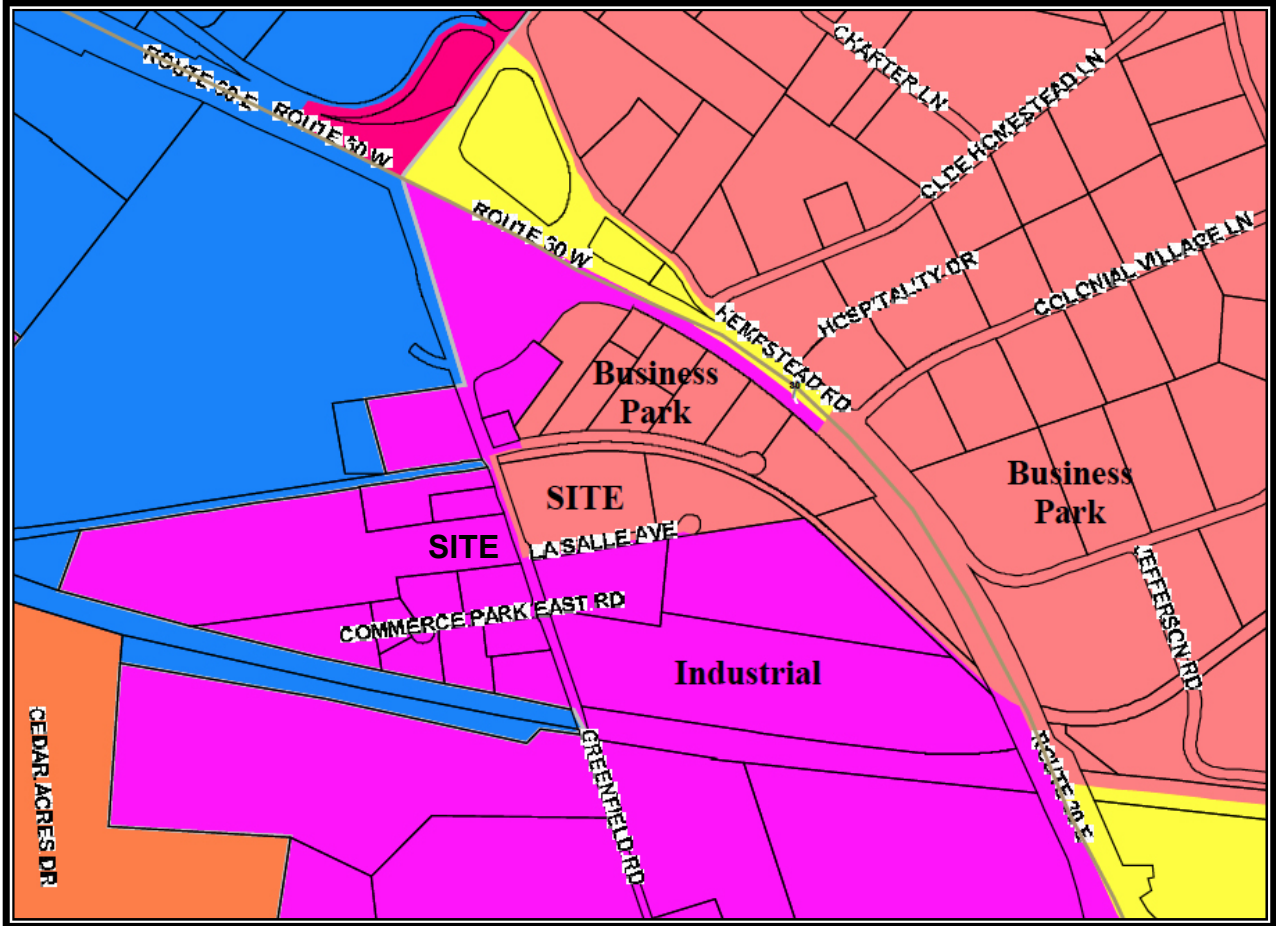 CHARTER LN
ROUTE 30 E
ROUTE 30 W
OLDE HOMESTEAD LN
ROUTE 30 W
HOSPITALITY DR
COLONIAL VILLAGE LN
HEMPSTEAD RD
30
Business
Park
Business
Park
SITE
SITE
LA SALLE AVE
JEFFERSON RD
COMMERCE PARK EAST RD
Industrial
CEDAR ACRES DR
GREENFIELD RD
ROUTE 30 E